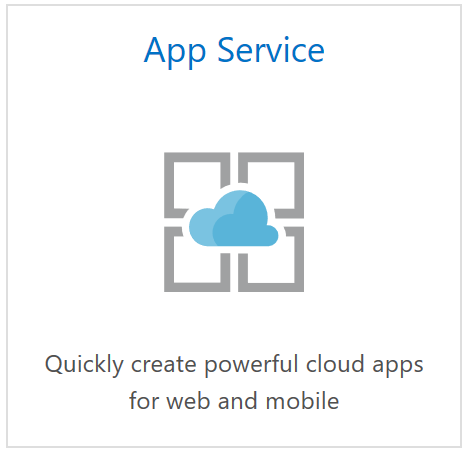 App Service
Quickly create powerful cloud apps
for web and mobile